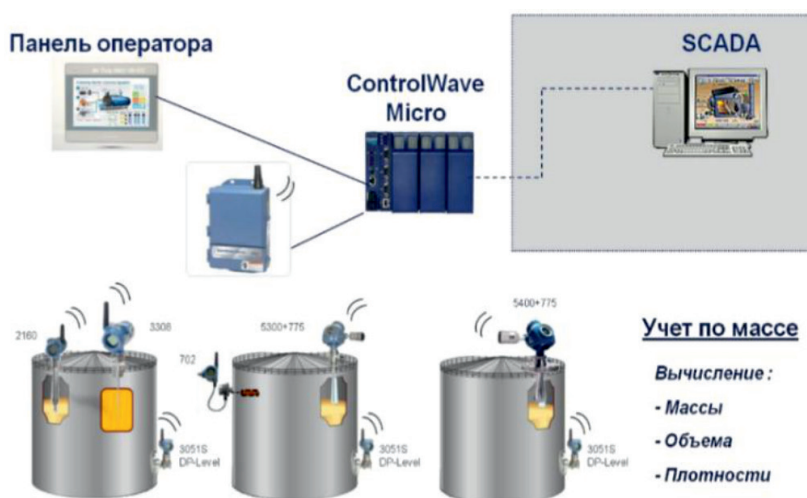 Панель оператора
ControlWave
Micro
SCADA
2160
3308
5300+775
702
5400+775
3051S
DP-Level
3051S
DP-Level
3051S
DP-Level
Учет по массе
Вычисление :
- Массы
- Объема
- Плотности